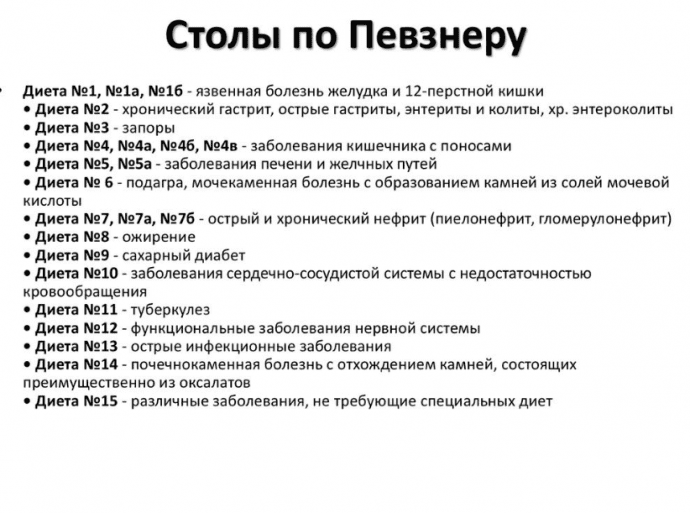 Столы по Певзнеру
• Диета №1, №1а, №1б - язвенная болезнь желудка и 12-перстной кишки
• Диета №2 - хронический гастрит, острые гастриты, энтериты и колиты, хр. энтероколиты
• Диета №3 - запоры
• Диета №4, №4а, №4б, №4в - заболевания кишечника с поносами
• Диета №5, №5а - заболевания печени и желчных путей
• Диета № 6 - подагра, мочекаменная болезнь с образованием камней из солей мочевой
кислоты
• Диета №7, №7а, №7б - острый и хронический нефрит (пиелонефрит, гломерулонефрит)
• Диета №8 - ожирение
• Диета №9 - сахарный диабет
• Диета №10 - заболевания сердечно-сосудистой системы с недостаточностью
кровообращения
• Диета №11 - туберкулез
• Диета №12 - функциональные заболевания нервной системы
• Диета №13 - острые инфекционные заболевания
• Диета №14 - почечнокаменная болезнь с отхождением камней, состоящих
преимущественно из оксалатов
• Диета №15 - различные заболевания, не требующие специальных диет